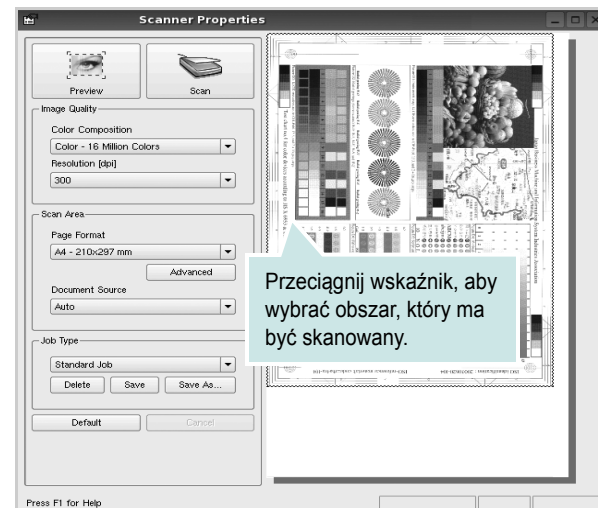 Scanner Properties
Preview
Scan
Image Quality
Color Composition
Color - 16 Million Colors
Resolution [dpi]
300
Scan Area
Page Format
A4 - 210x297 mm
Advanced
Document Source
Auto
Job Type
Standard Job
Delete
Save
Save As...
Default
Cancel
Press F1 for Help
Przeciągnij wskaźnik, aby
wybrać obszar, który ma
być skanowany.